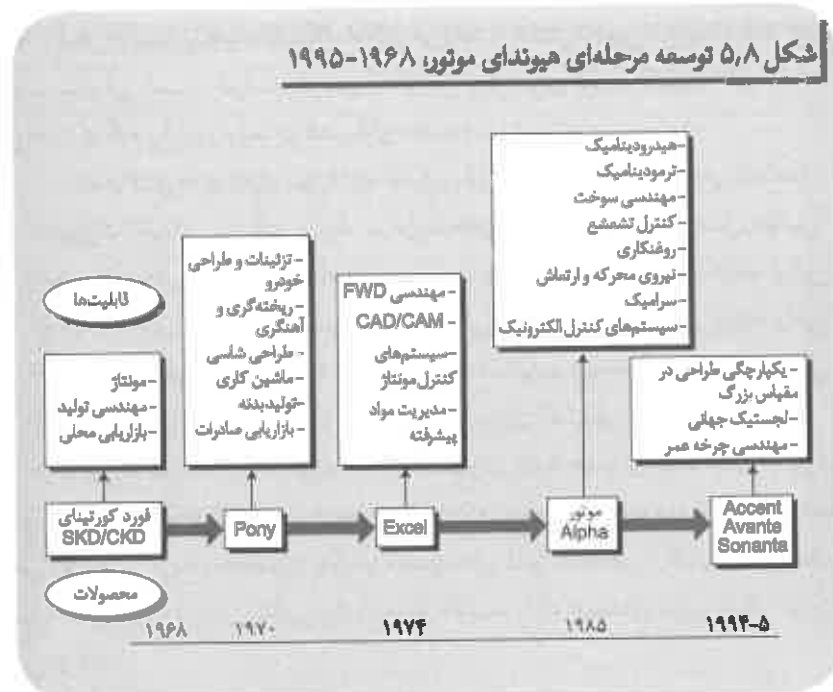 شکل ۵٫۸ توسعه مرحله‌ای هیوندای موتور، ۱۹۶۸-۱۹۹۵
قابلیت‌ها
-مونتاژ
-مهندسی تولید
-بازاریابی محلی
- تزئینات و طراحی
خودرو
-ریخته‌گری و
آهنگری
- طراحی شاسی
- ماشین کاری
-تولیدبدنه
- بازاریابی صادرات
- مهندسی FWD
- CAD/CAM
-سیستم‌های
کنترل مونتاژ
-مدیریت مواد
پیشرفته
-هیدرودینامیک
-ترمودینامیک
-مهندسی سوخت
-کنترل تشعشع
-روغنکاری
-نیروی محرکه و ارتعاش
-سرامیک
-سیستم‌های کنترل الکترونیک
- یکپارچگی طراحی در
مقیاس بزرگ
-لجستیک جهانی
- مهندسی چرخه عمر
فورد کورتینای
SKD/CKD
Pony
Excel
موتور
Alpha
Accent
Avante
Sonanta
محصولات
۱۹۶۸
۱۹۷۰
۱۹۷۴
۱۹۸۵
۱۹۹۴-۵